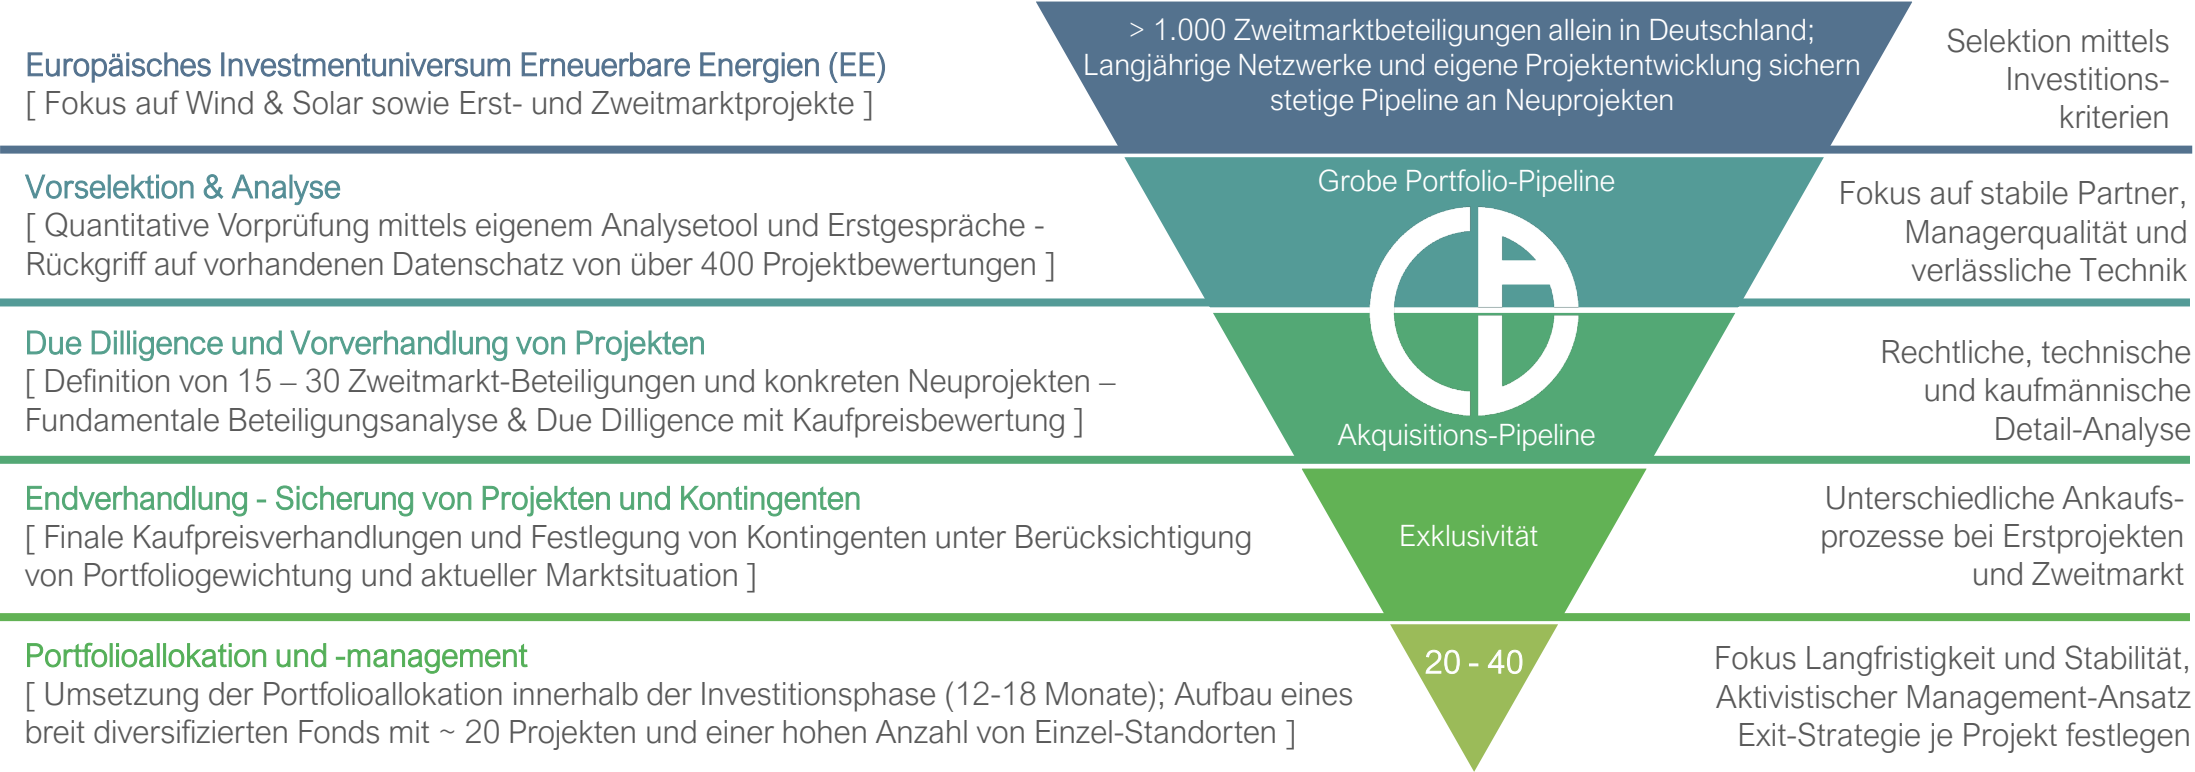 Europäisches Investmentuniversum Erneuerbare Energien (EE)
[ Fokus auf Wind & Solar sowie Erst- und Zweitmarktprojekte ]
> 1.000 Zweitmarktbeteiligungen allein in Deutschland;
Langjährige Netzwerke und eigene Projektentwicklung sichern
stetige Pipeline an Neuprojekten
Selektion mittels
Investitions-
kriterien
Vorselektion & Analyse
[ Quantitative Vorprüfung mittels eigenem Analysetool und Erstgespräche -
Rückgriff auf vorhandenen Datenschatz von über 400 Projektbewertungen ]
Grobe Portfolio-Pipeline
Fokus auf stabile Partner,
Managerqualität und
verlässliche Technik
Due Dilligence und Vorverhandlung von Projekten
[ Definition von 15 – 30 Zweitmarkt-Beteiligungen und konkreten Neuprojekten –
Fundamentale Beteiligungsanalyse & Due Dilligence mit Kaufpreisbewertung ]
Akquisitions-Pipeline
Rechtliche, technische
und kaufmännische
Detail-Analyse
Endverhandlung - Sicherung von Projekten und Kontingenten
[ Finale Kaufpreisverhandlungen und Festlegung von Kontingenten unter Berücksichtigung
von Portfoliogewichtung und aktueller Marktsituation ]
Exklusivität
Unterschiedliche Ankaufs-
prozesse bei Erstprojekten
und Zweitmarkt
Portfolioallokation und -management
[ Umsetzung der Portfolioallokation innerhalb der Investitionsphase (12-18 Monate); Aufbau eines
breit diversifizierten Fonds mit ~ 20 Projekten und einer hohen Anzahl von Einzel-Standorten ]
20 - 40
Fokus Langfristigkeit und Stabilität,
Aktivistischer Management-Ansatz
Exit-Strategie je Projekt festlegen